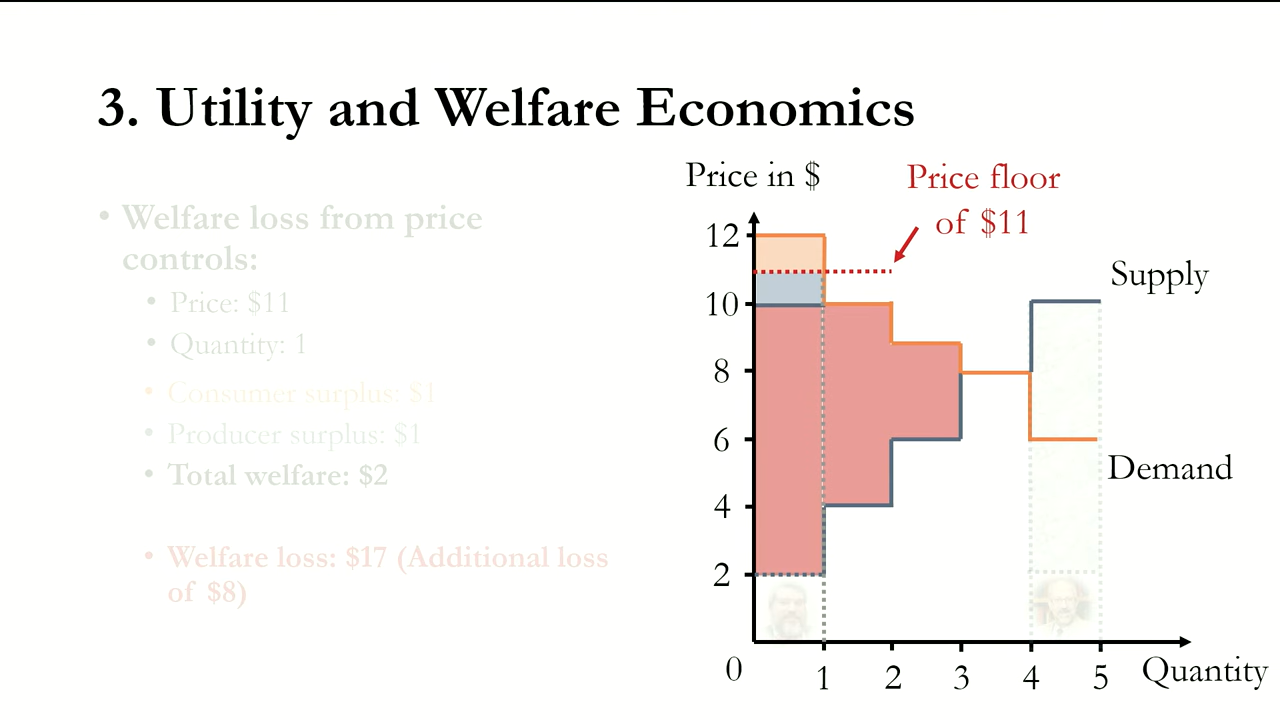 3. Utility and Welfare Economics
• Welfare loss from price
controls:
• Price: $11
• Quantity: 1
• Consumer surplus: $1
• Producer surplus: $1
• Total welfare: $2
• Welfare loss: $17 (Additional loss
of $8)
Price in $
Price floor
of $11
12
10
8
6
4
2
0
1
2
3
4
5
Quantity
Supply
Demand